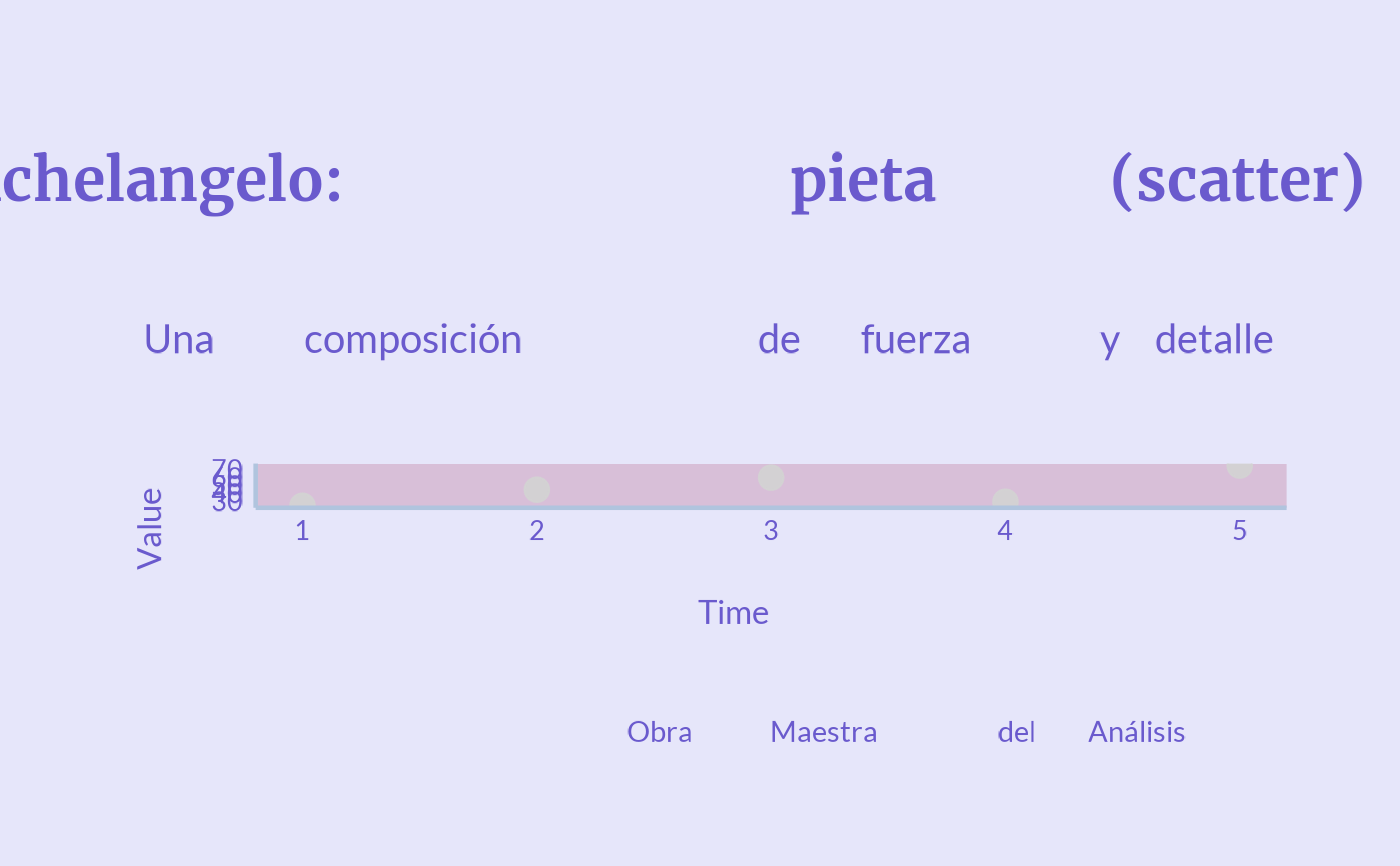 chelangelo: pieta (scatter)
Una composición de fuerza y detalle
70
30
Value
1 2 3 4 5
Time
Obra Maestra del Análisis